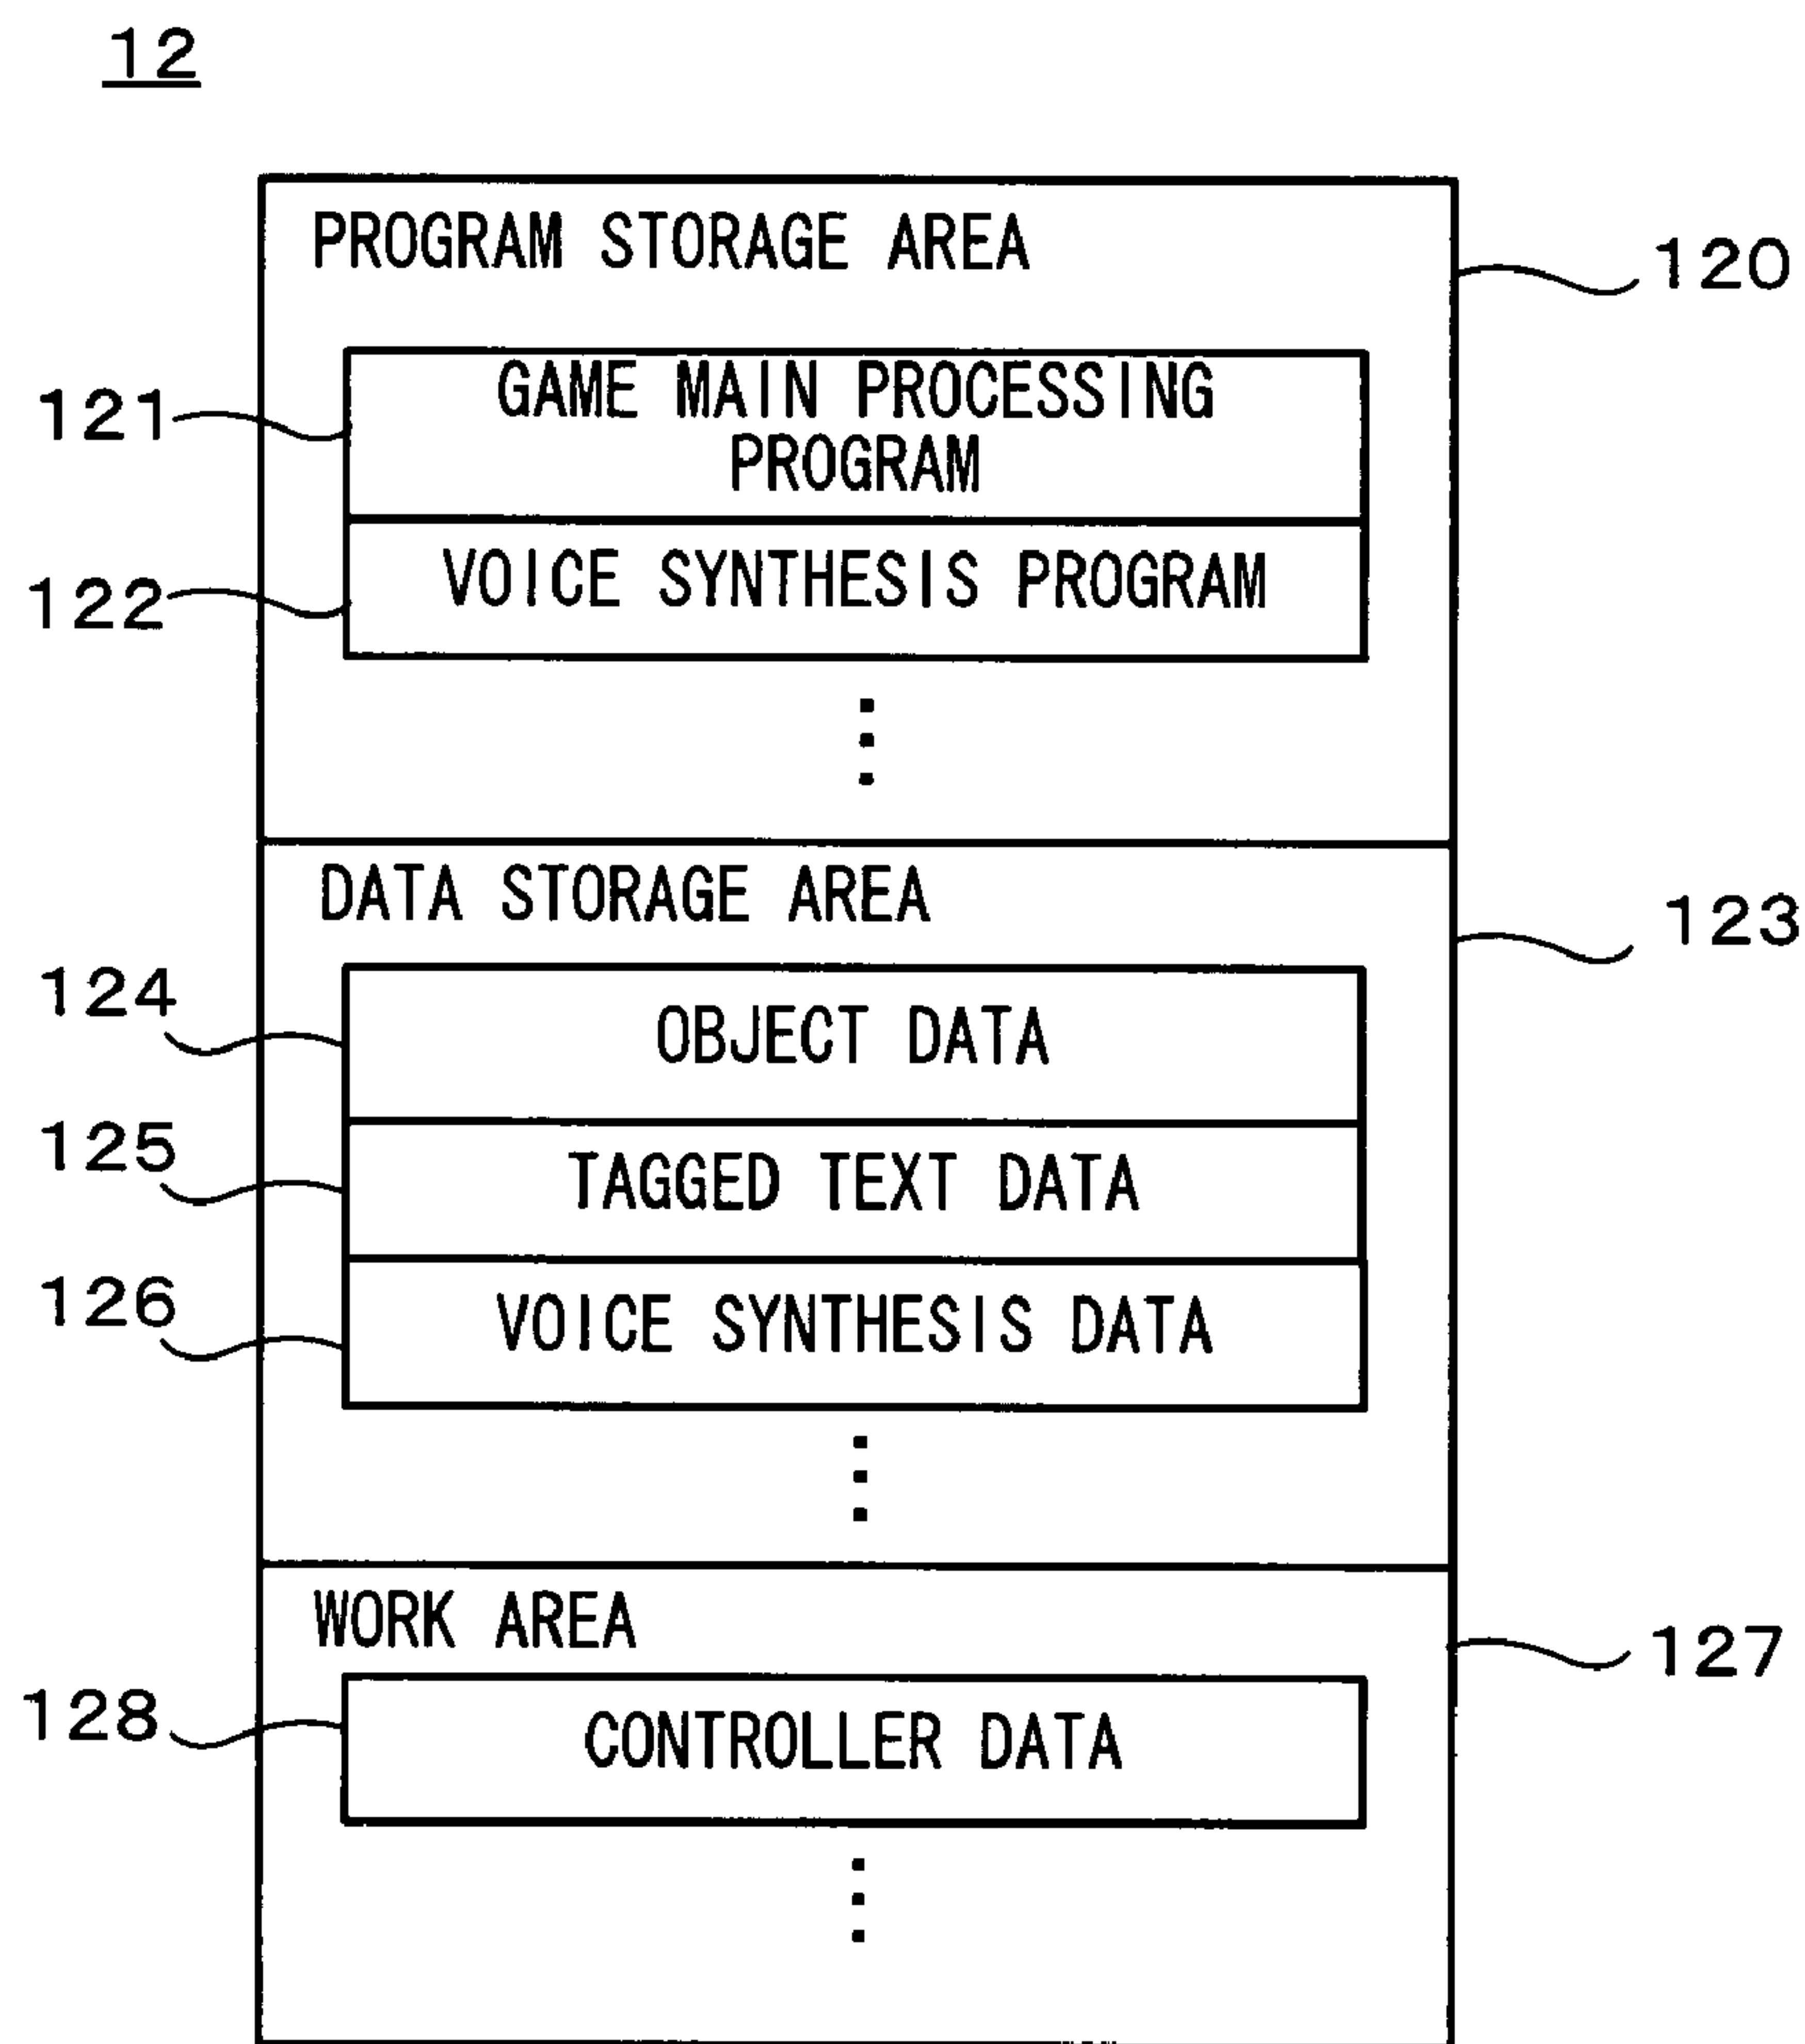 12
PROGRAM STORAGE AREA
120
GAME MAIN PROCESSING
PROGRAM
121
VOICE SYNTHESIS PROGRAM
122
DATA STORAGE AREA
123
124
OBJECT DATA
125
TAGGED TEXT DATA
126
VOICE SYNTHESIS DATA
WORK AREA
127
128
CONTROLLER DATA